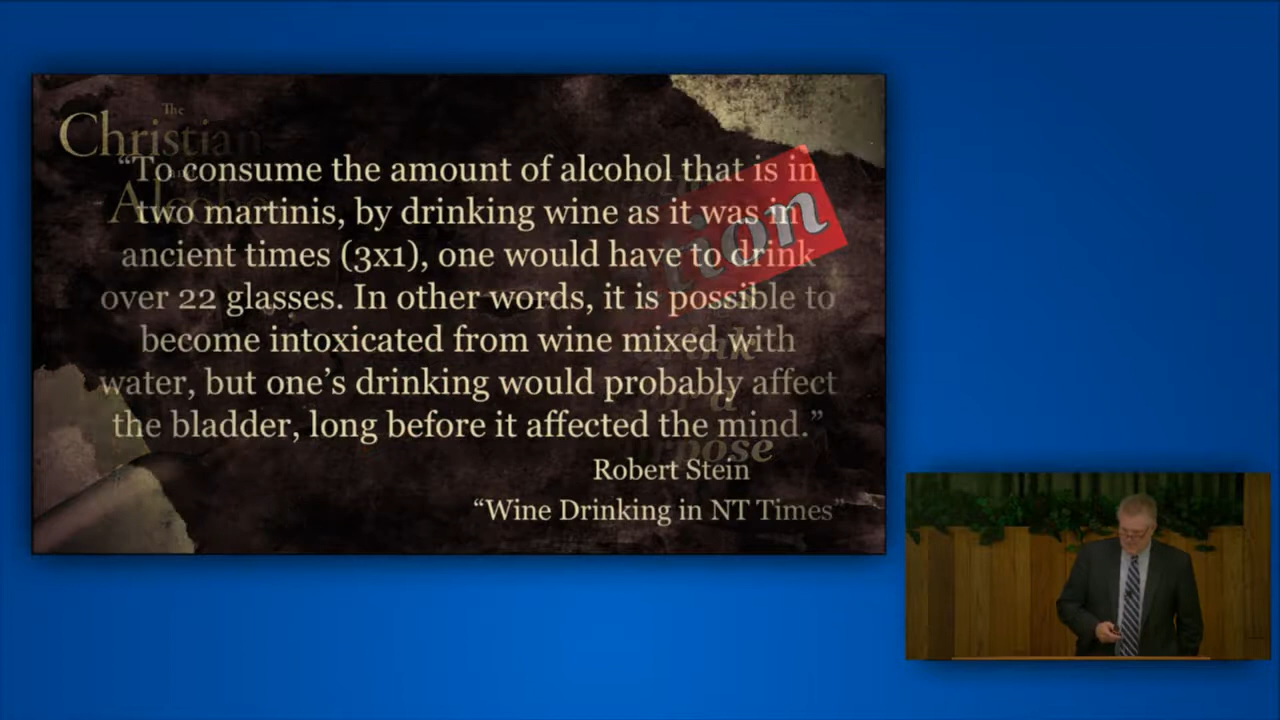 The
Christian
and
Alcohol
“To consume the amount of alcohol that is in
two martinis, by drinking wine as it was in
ancient times (3x1), one would have to drink
over 22 glasses. In other words, it is possible to
become intoxicated from wine mixed with
water, but one’s drinking would probably affect
the bladder, long before it affected the mind.”
Robert Stein
“Wine Drinking in NT Times”